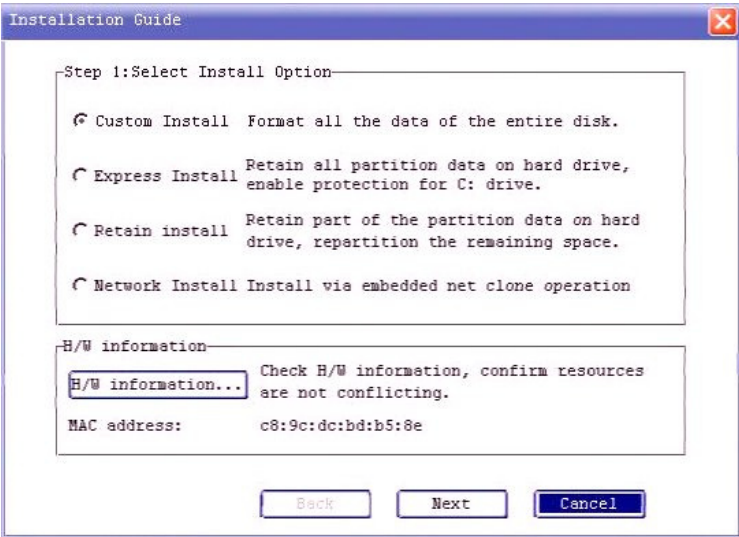 Installation Guide
Step 1:Select Install Option
Custom Install Format all the data of the entire disk.
Express Install Retain all partition data on hard drive,
enable protection for C: drive.
Retain install Retain part of the partition data on hard
drive, repartition the remaining space.
Network Install Install via embedded net clone operation
H/W information
H/W information... Check H/W information, confirm resources
are not conflicting.
MAC address: c8:9c:dc:bd:b5:8e
Back Next Cancel